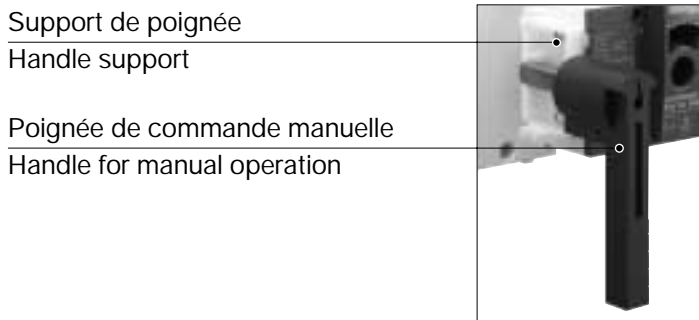 Support de poignée
Handle support
Poignée de commande manuelle
Handle for manual operation